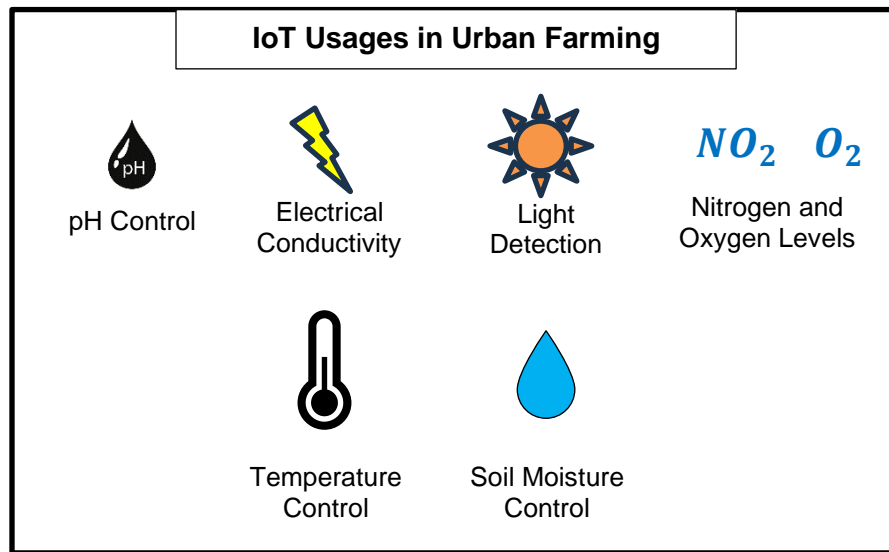 IoT Usages in Urban Farming
pH
NO₂ O₂
pH Control
Electrical
Conductivity
Light
Detection
Nitrogen and
Oxygen Levels
Temperature
Control
Soil Moisture
Control